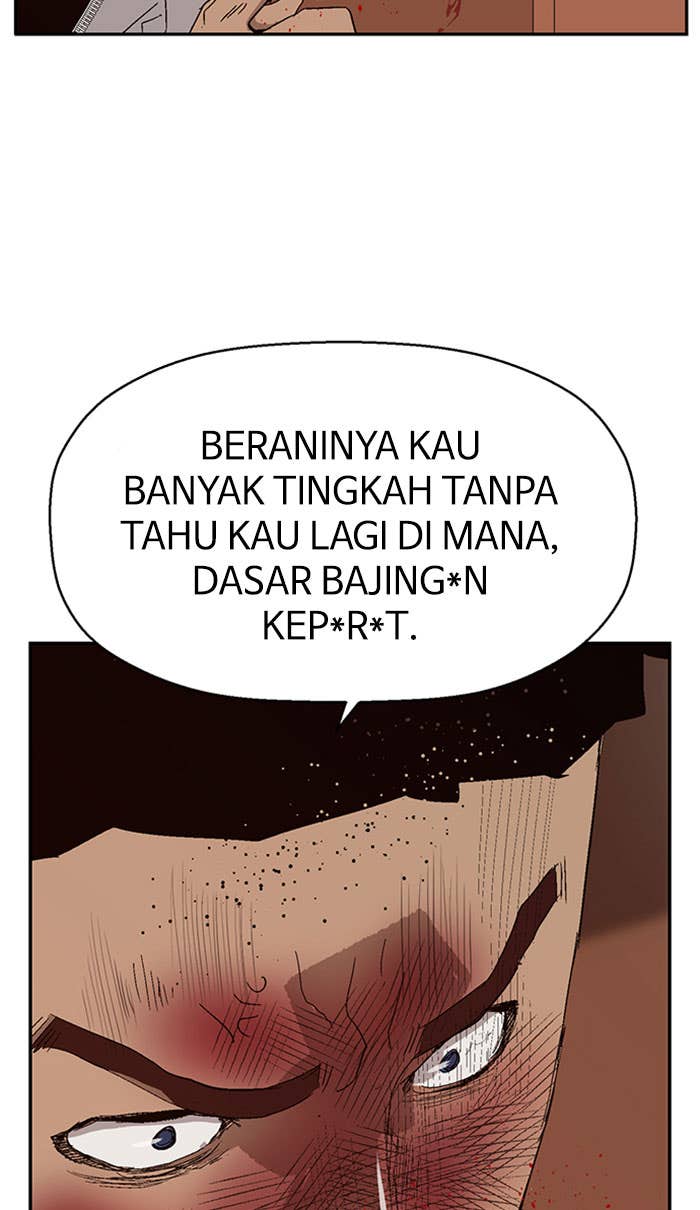 BERANINYA KAU
BANYAK TINGKAH TANPA
TAHU KAU LAGI DI MANA,
DASAR BAJING*N
KEP*R*T.